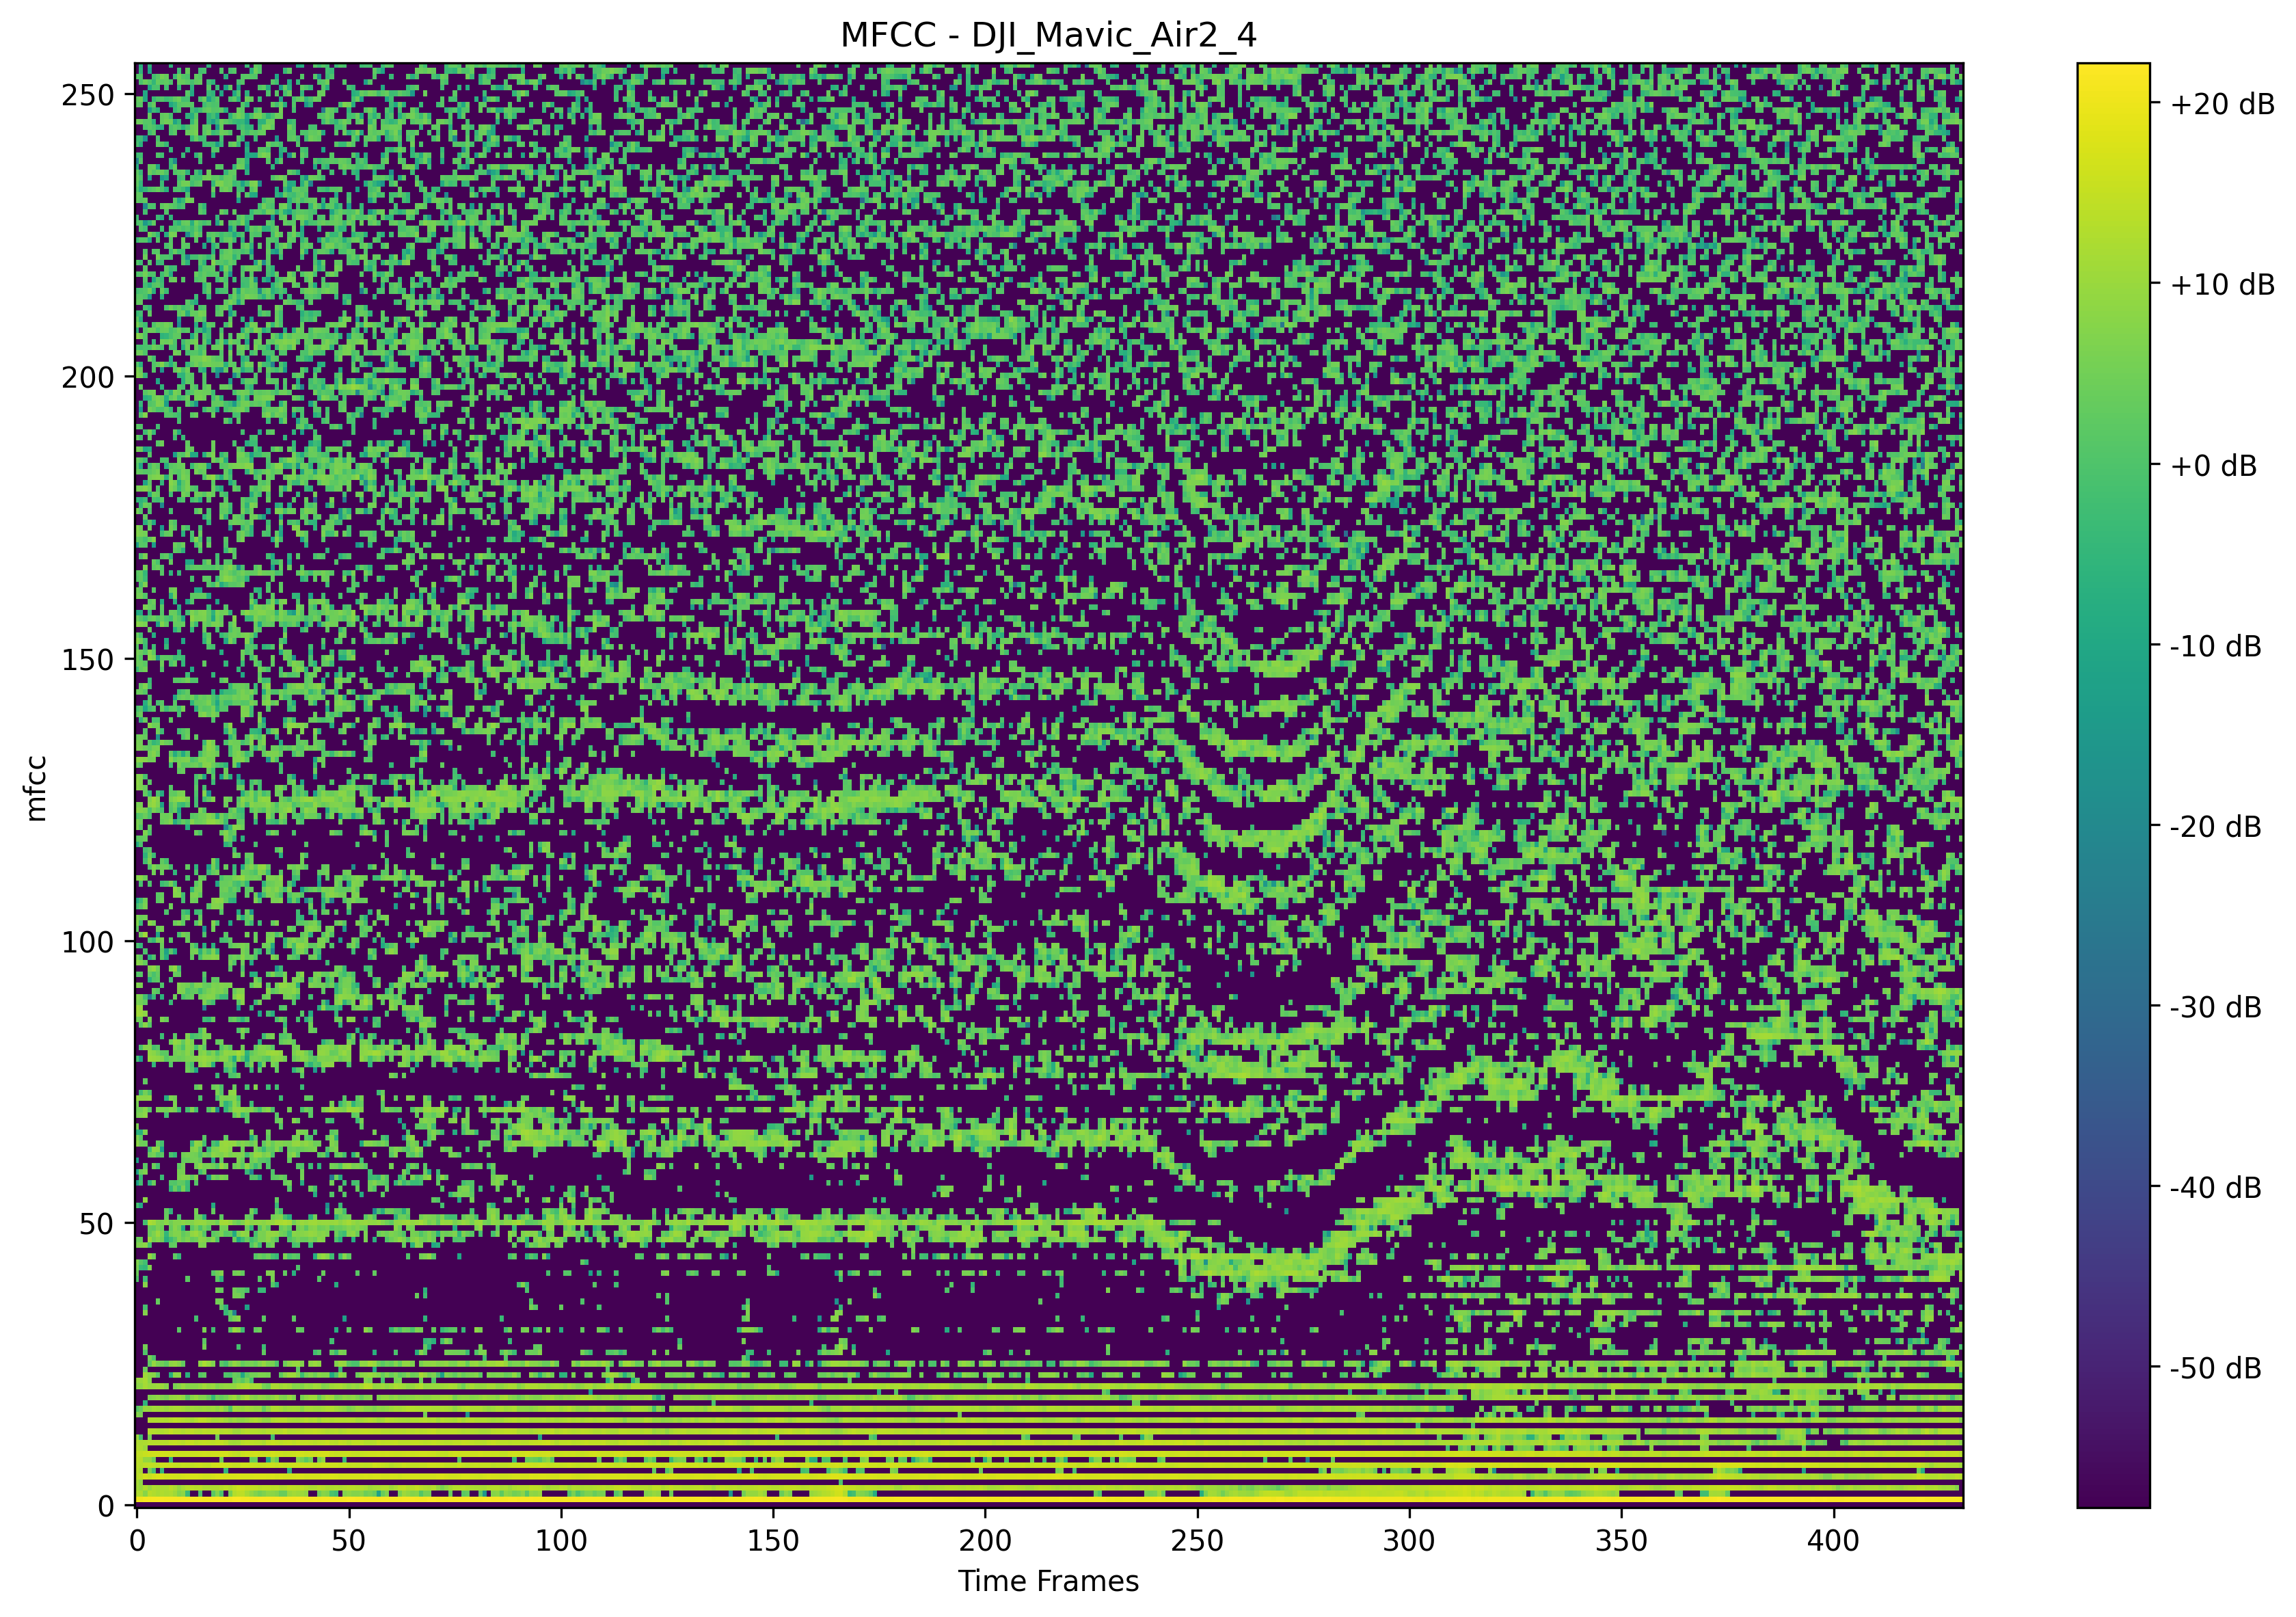 MFCC - DJI_Mavic_Air2_4
250
200
150
100
50
0
mfcc
0 50 100 150 200 250 300 350 400
Time Frames
+20 dB
+10 dB
+0 dB
-10 dB
-20 dB
-30 dB
-40 dB
-50 dB